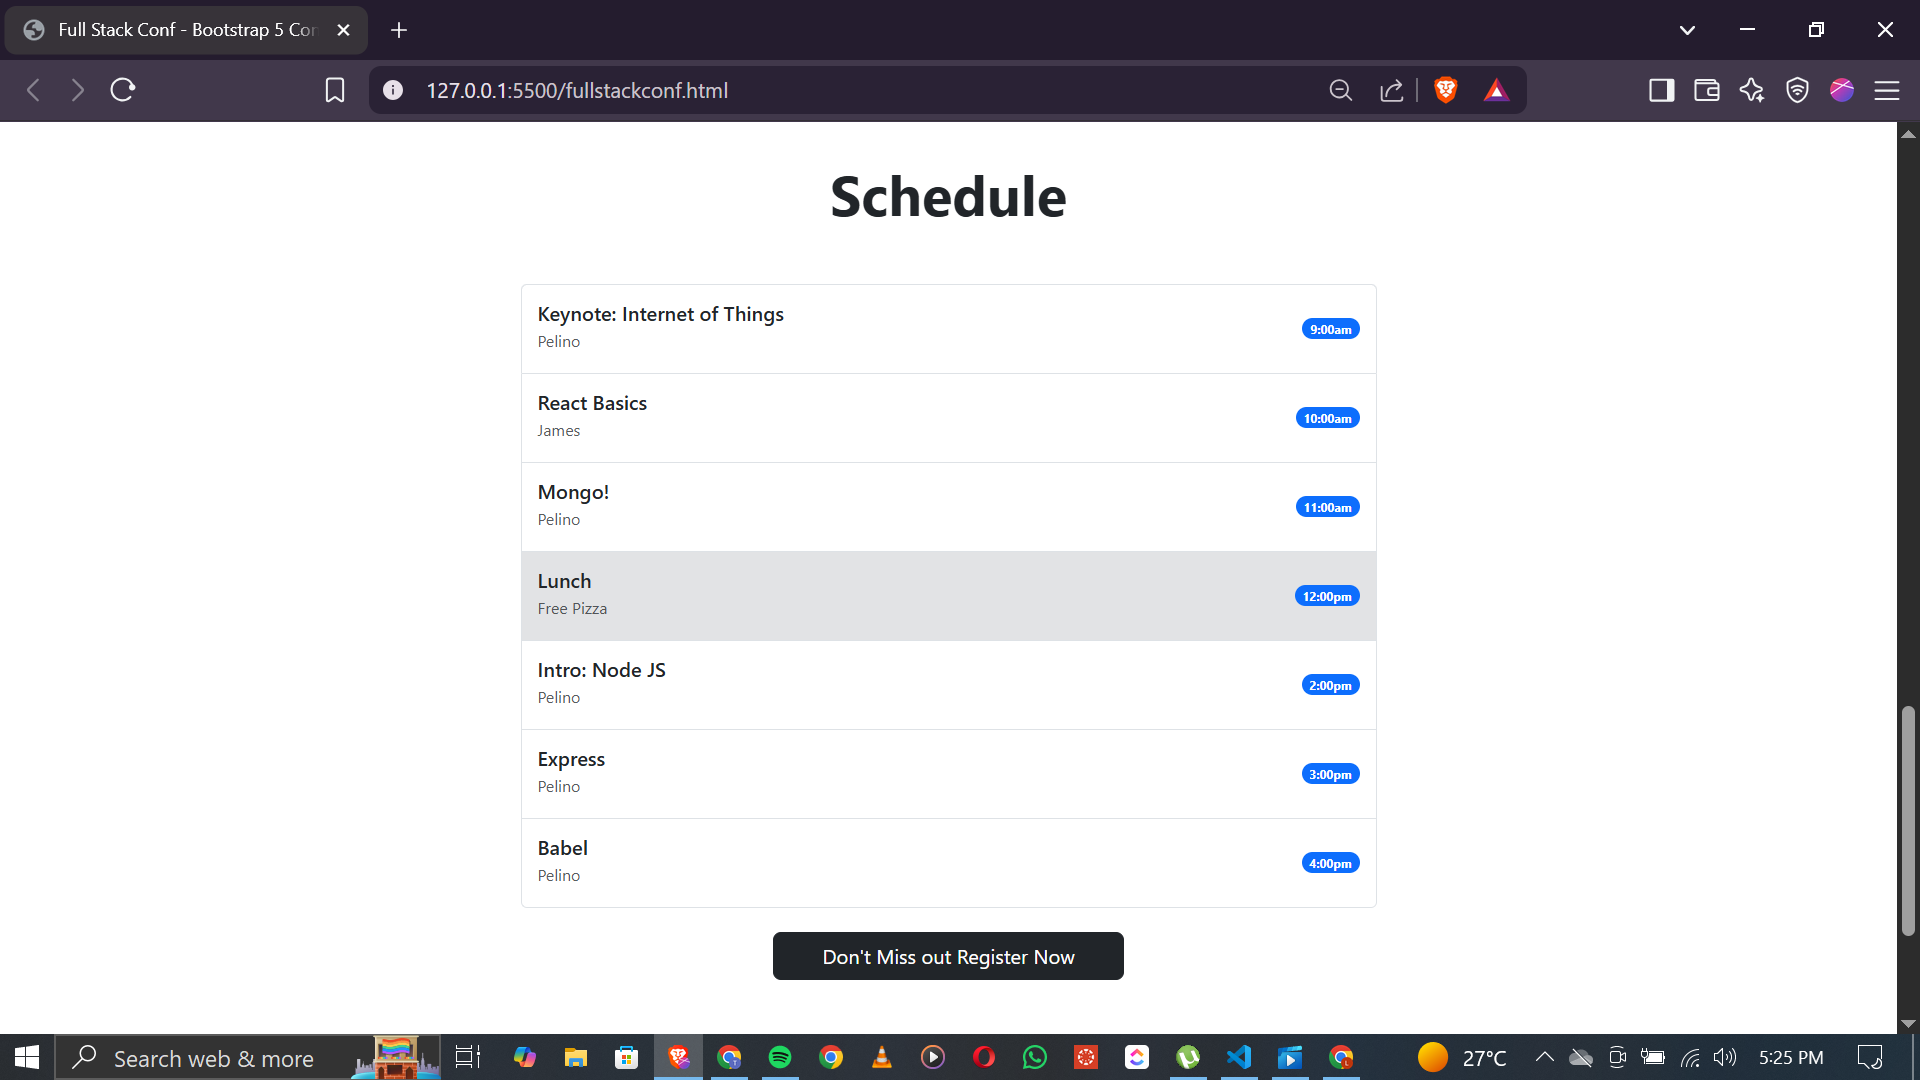 Full Stack Conf - Bootstrap 5 Con
127.0.0.1:5500/fullstackconf.html
Schedule
Keynote: Internet of Things
Pelino
9:00am
React Basics
James
10:00am
Mongo!
Pelino
11:00am
Lunch
Free Pizza
12:00pm
Intro: Node JS
Pelino
2:00pm
Express
Pelino
3:00pm
Babel
Pelino
4:00pm
Don't Miss out Register Now
Search web & more
27°C
5:25 PM